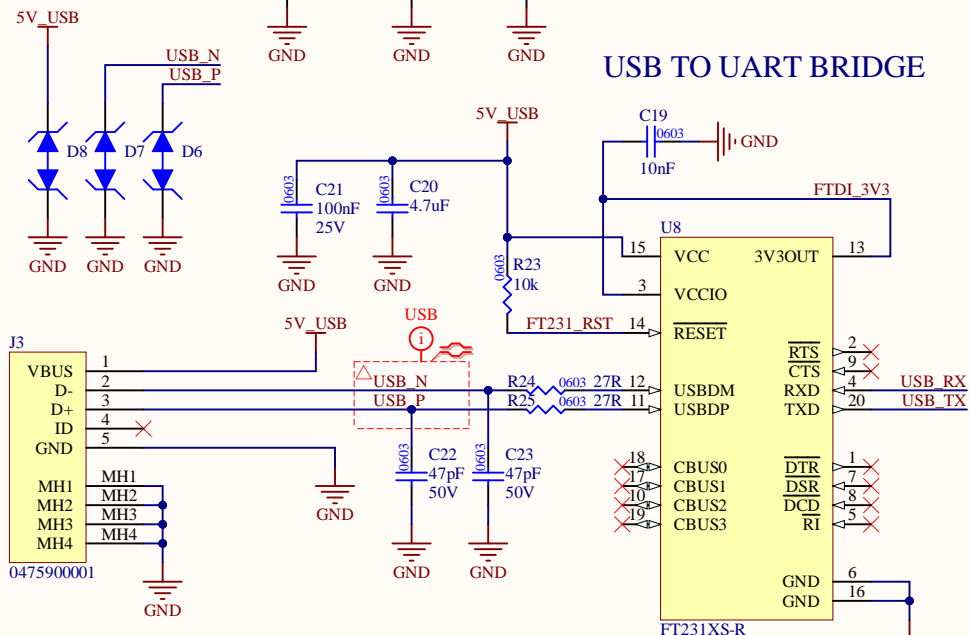 5V_USB
USB_N
USB_P
D8
D7
D6
GND
GND
GND
GND
GND
GND
USB TO UART BRIDGE
5V_USB
C19
0603
10nF
GND
FTDI_3V3
0603
C21
100nF
25V
GND
0603
C20
4.7uF
GND
0603
R23
10k
FT231_RST
U8
15 VCC
3 VCCIO
14 RESET
12 USBDM
11 USBDP
18 CBUS0
17 CBUS1
10 CBUS2
19 CBUS3
3V3OUT 13
RTS 2
CTS 9
RXD 4
TXD 20
DTR 1
DSR 7
DCD 8
RI 5
GND 6
GND 16
FT231XS-R
USB_RX
USB_TX
5V_USB
USB
i
USB_N
USB_P
R24 0603 27R
R25 0603 27R
0603
C22
47pF
50V
GND
0603
C23
47pF
50V
GND
J3
VBUS 1
D- 2
D+ 3
ID 4
GND 5
MH1 MH1
MH2 MH2
MH3 MH3
MH4 MH4
0475900001
GND
GND